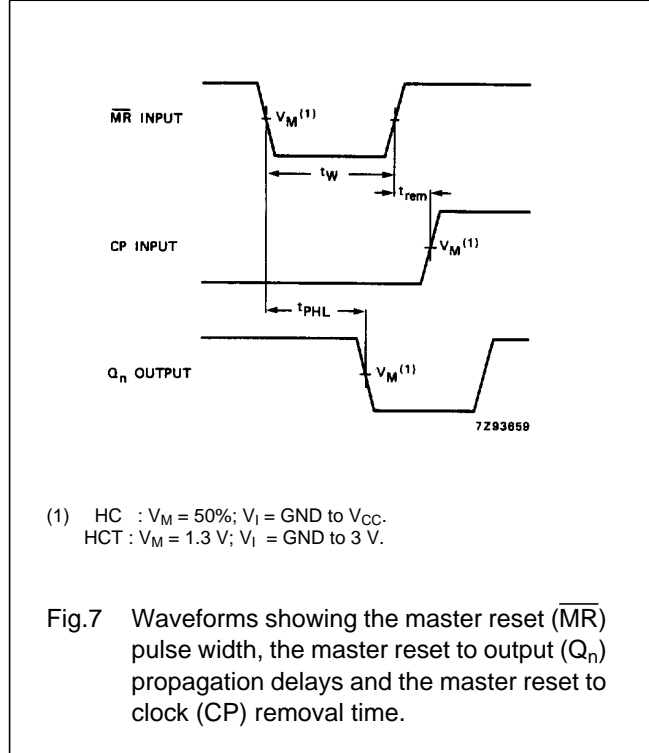 M̅R̅ INPUT
V_M(1)
t_W
t_rem
CP INPUT
V_M(1)
t_PHL
Q_n OUTPUT
V_M(1)
7Z93659
(1) HC : V_M = 50%; V_I = GND to V_CC.
HCT : V_M = 1.3 V; V_I = GND to 3 V.
Fig.7 Waveforms showing the master reset (M̅R̅)
pulse width, the master reset to output (Q_n)
propagation delays and the master reset to
clock (CP) removal time.